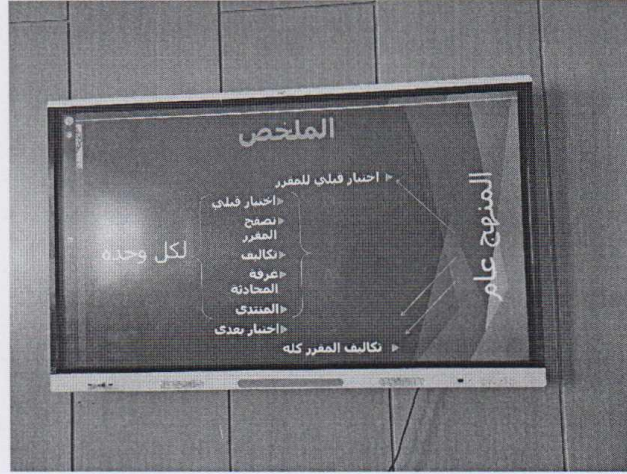 الملخص
المنهج عام
اختبار قبلي للمقرر
اختبار قبلي
تصفح
المقرر
تكاليف
غرفة
المحادثة
المنتدى
اختبار بعدي
لكل وحدة
تكاليف المقرر كله